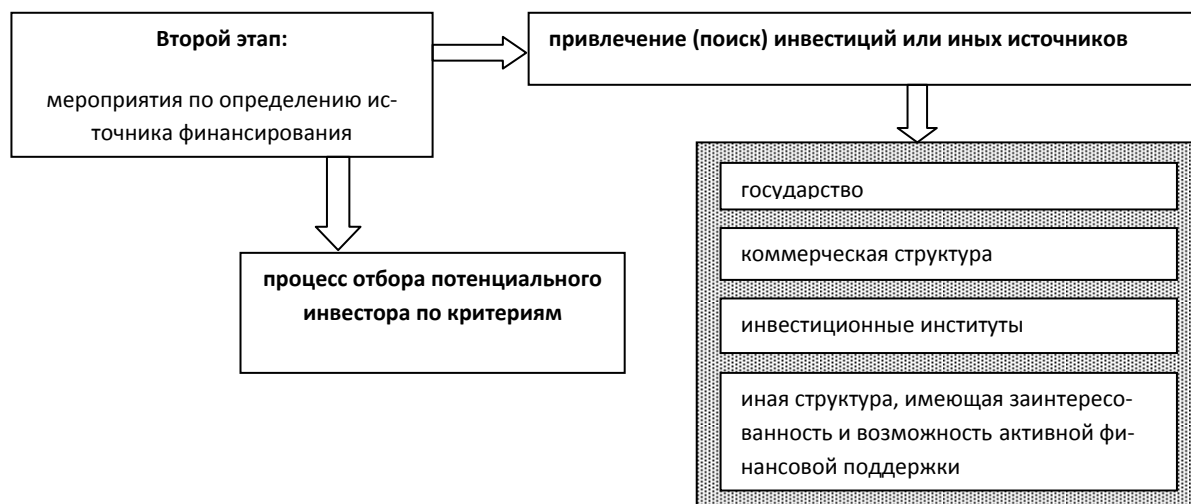 Второй этап:
мероприятия по определению ис-
точника финансирования
привлечение (поиск) инвестиций или иных источников
процесс отбора потенциального
инвестора по критериям
государство
коммерческая структура
инвестиционные институты
иная структура, имеющая заинтересо-
ванность и возможность активной фи-
нансовой поддержки